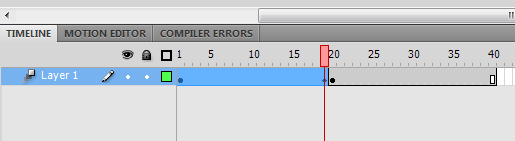 TIMELINE MOTION EDITOR COMPILER ERRORS
1 5 10 15 20 25 30 35 40
Layer 1